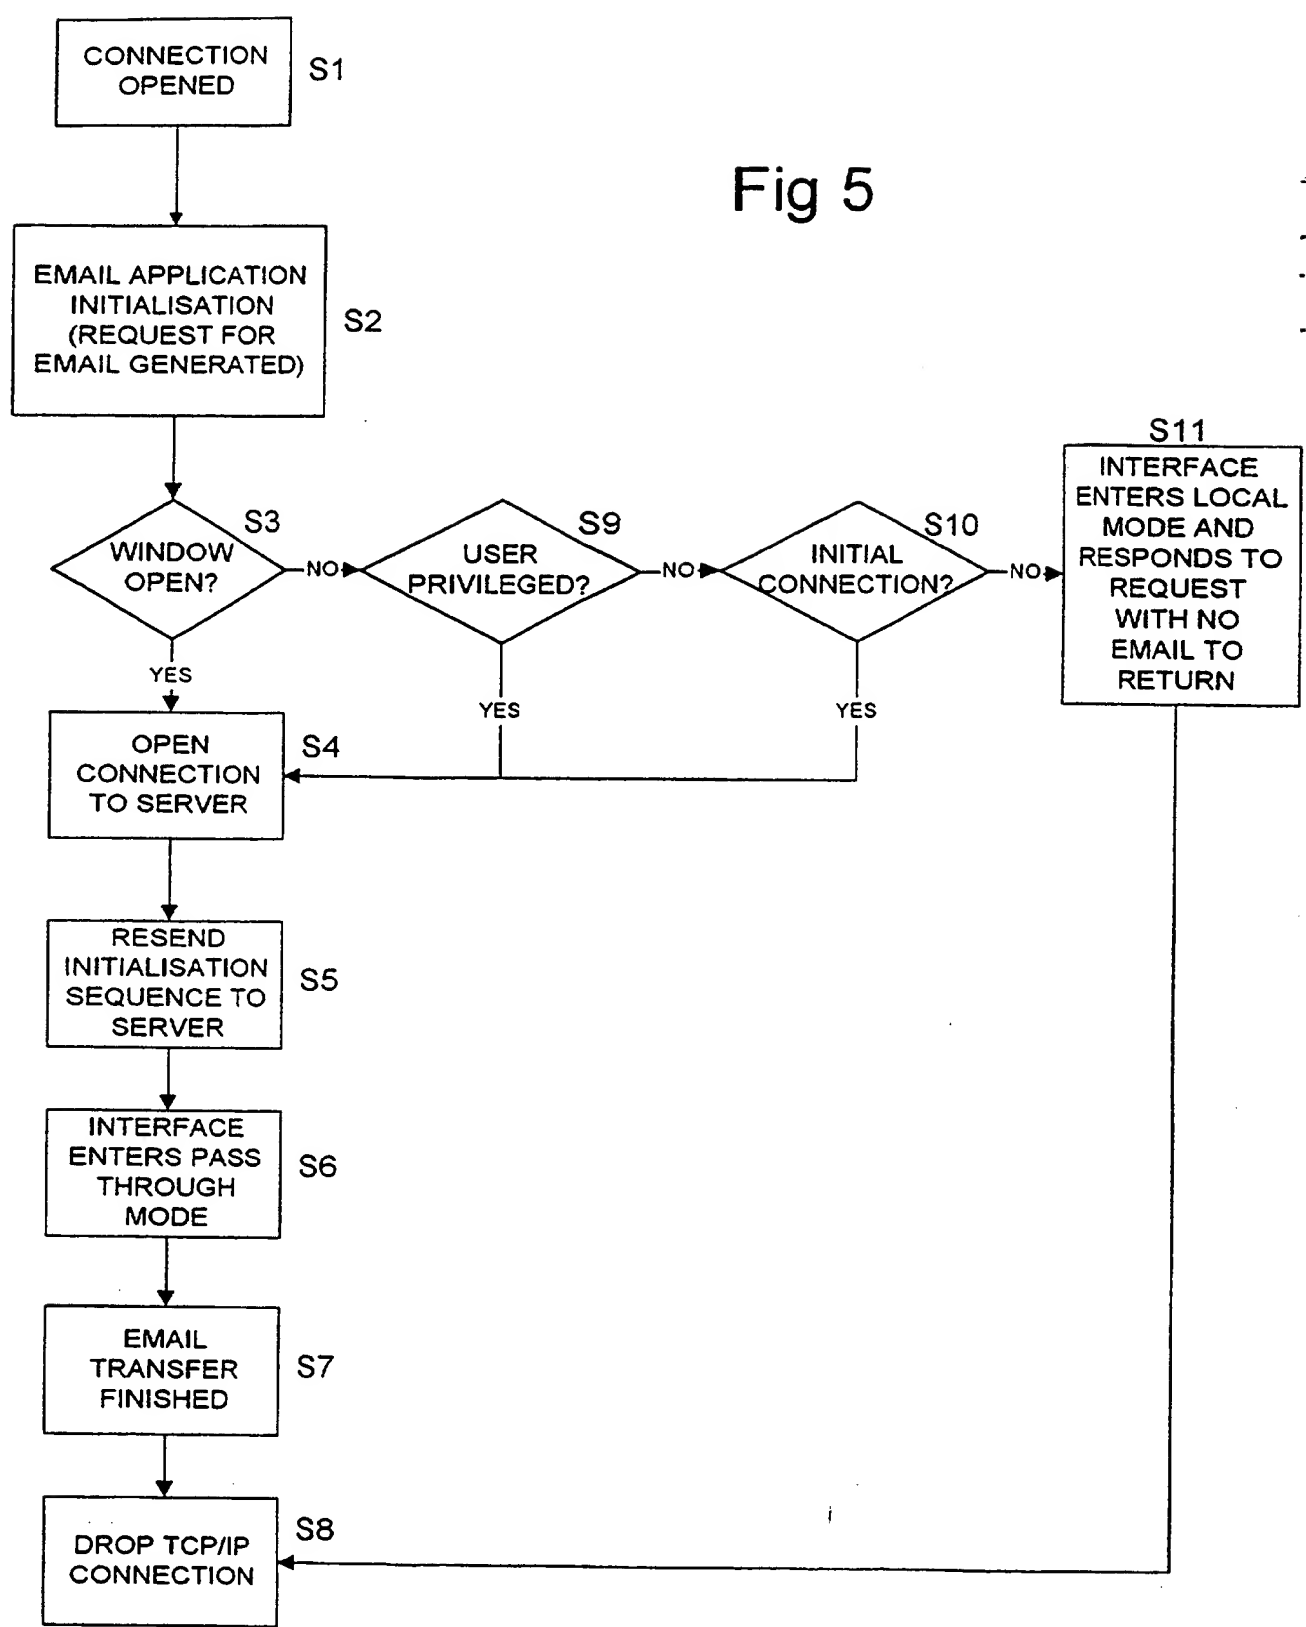 CONNECTION
OPENED
S1
Fig 5
EMAIL APPLICATION
INITIALISATION
(REQUEST FOR
EMAIL GENERATED)
S2
WINDOW
OPEN?
S3
NO
YES
USER
PRIVILEGED?
S9
NO
YES
INITIAL
CONNECTION?
S10
NO
YES
S11
INTERFACE
ENTERS LOCAL
MODE AND
RESPONDS TO
REQUEST
WITH NO
EMAIL TO
RETURN
OPEN
CONNECTION
TO SERVER
S4
RESEND
INITIALISATION
SEQUENCE TO
SERVER
S5
INTERFACE
ENTERS PASS
THROUGH
MODE
S6
EMAIL
TRANSFER
FINISHED
S7
DROP TCP/IP
CONNECTION
S8